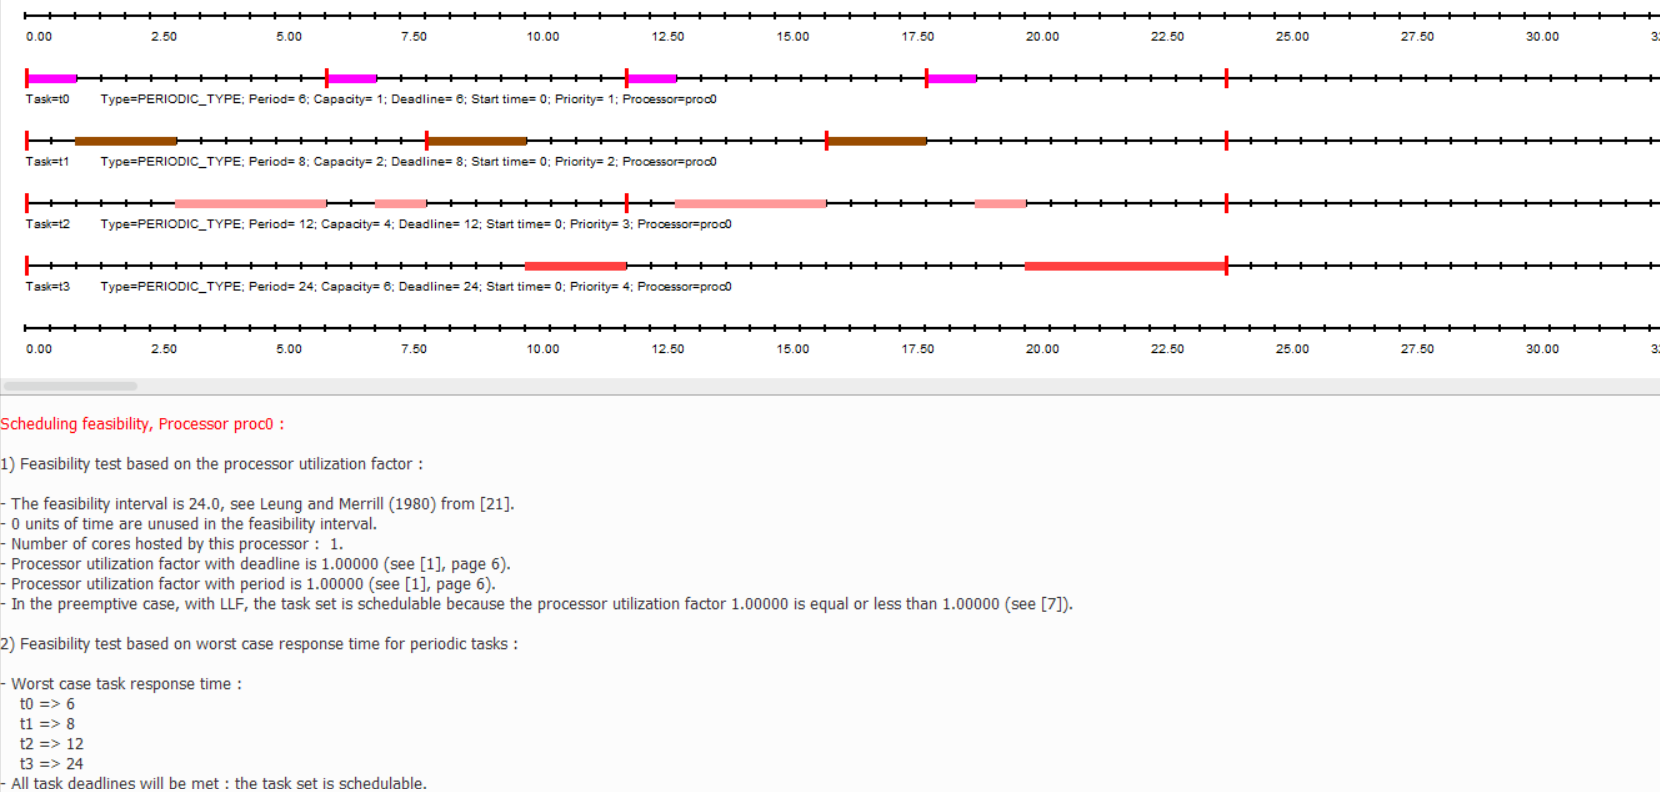 0.00 2.50 5.00 7.50 10.00 12.50 15.00 17.50 20.00 22.50 25.00 27.50 30.00
Task=t0 Type=PERIODIC_TYPE; Period= 6; Capacity= 1; Deadline= 6; Start time= 0; Priority= 1; Processor=proc0
Task=t1 Type=PERIODIC_TYPE; Period= 8; Capacity= 2; Deadline= 8; Start time= 0; Priority= 2; Processor=proc0
Task=t2 Type=PERIODIC_TYPE; Period= 12; Capacity= 4; Deadline= 12; Start time= 0; Priority= 3; Processor=proc0
Task=t3 Type=PERIODIC_TYPE; Period= 24; Capacity= 6; Deadline= 24; Start time= 0; Priority= 4; Processor=proc0
0.00 2.50 5.00 7.50 10.00 12.50 15.00 17.50 20.00 22.50 25.00 27.50 30.00
Scheduling feasibility, Processor proc0 :
1) Feasibility test based on the processor utilization factor :
- The feasibility interval is 24.0, see Leung and Merrill (1980) from [21].
- 0 units of time are unused in the feasibility interval.
- Number of cores hosted by this processor : 1.
- Processor utilization factor with deadline is 1.00000 (see [1], page 6).
- Processor utilization factor with period is 1.00000 (see [1], page 6).
- In the preemptive case, with LLF, the task set is schedulable because the processor utilization factor 1.00000 is equal or less than 1.00000 (see [7]).
2) Feasibility test based on worst case response time for periodic tasks :
- Worst case task response time :
t0 => 6
t1 => 8
t2 => 12
t3 => 24
- All task deadlines will be met : the task set is schedulable.